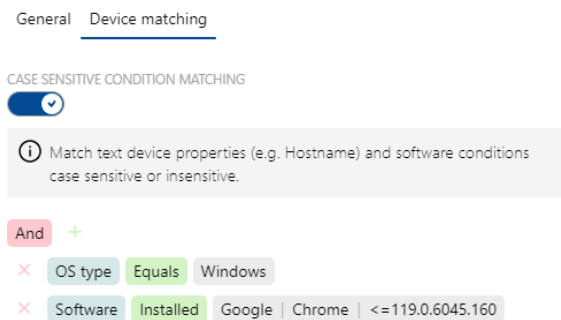 General Device matching
CASE SENSITIVE CONDITION MATCHING
Match text device properties (e.g. Hostname) and software conditions
case sensitive or insensitive.
And +
OS type Equals Windows
Software Installed Google | Chrome | <=119.0.6045.160